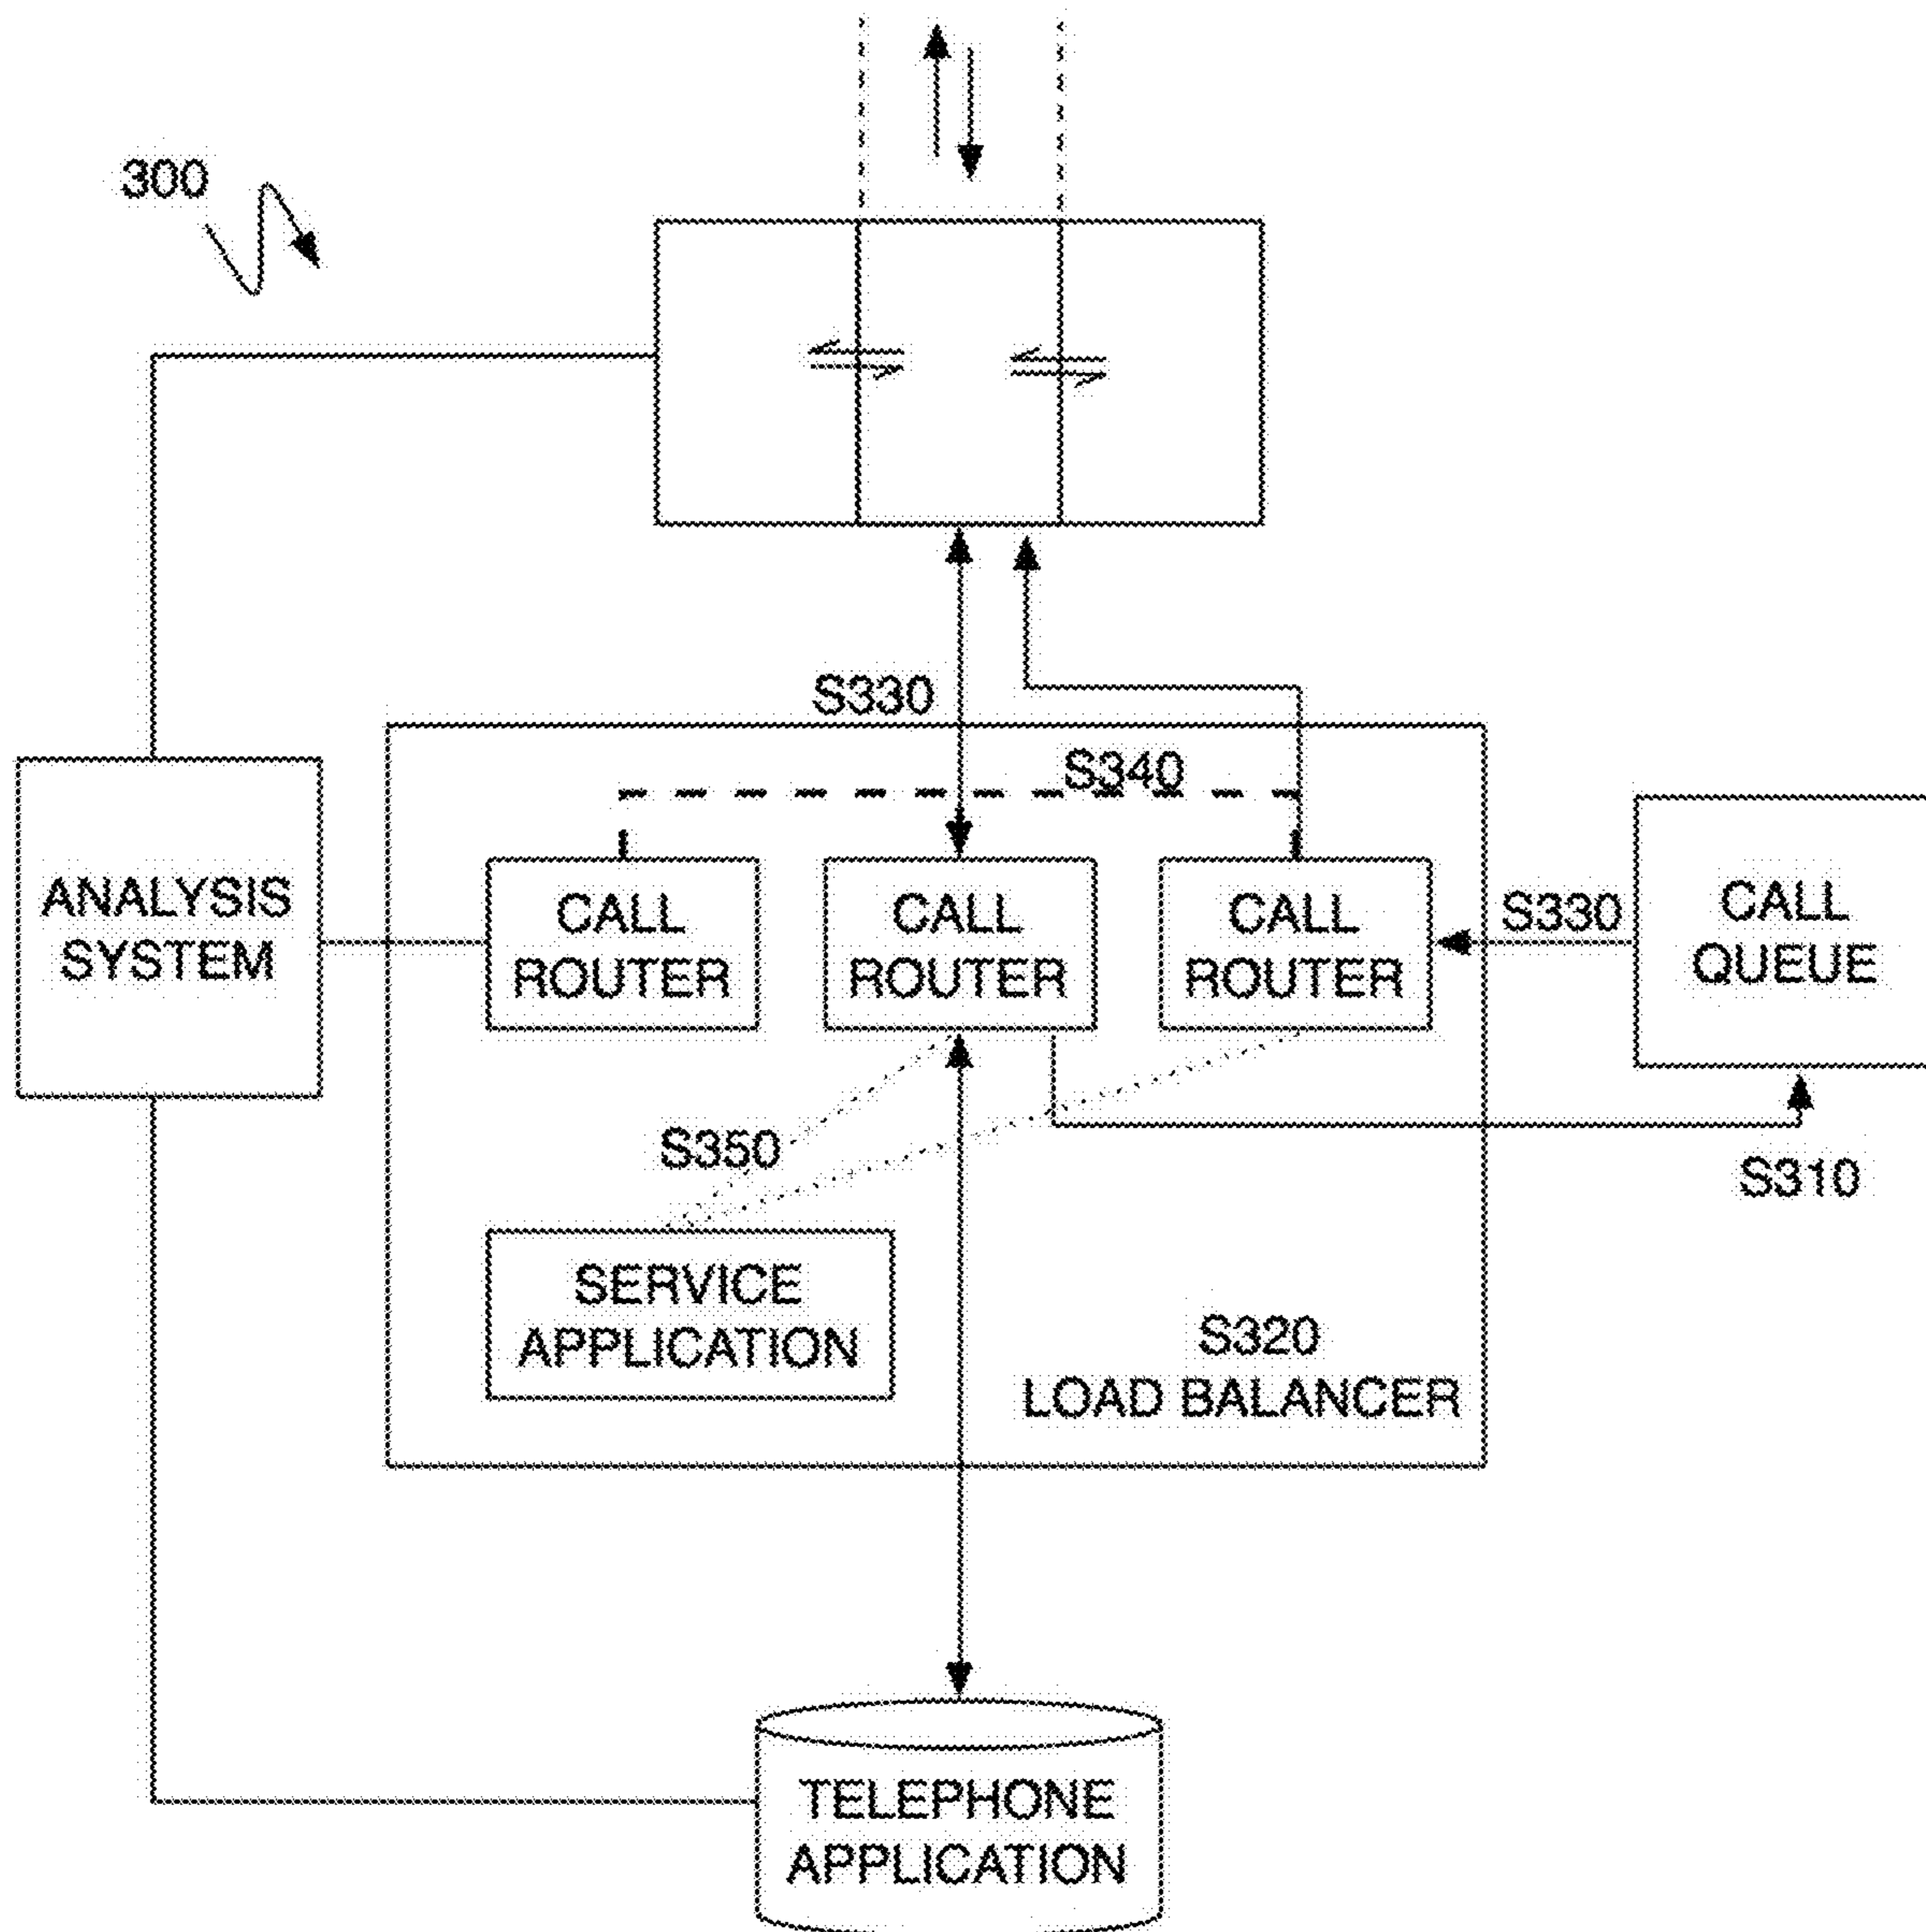 300
S330
S340
ANALYSIS
SYSTEM
CALL
ROUTER
CALL
ROUTER
CALL
ROUTER
S330
CALL
QUEUE
S350
S310
SERVICE
APPLICATION
S320
LOAD BALANCER
TELEPHONE
APPLICATION